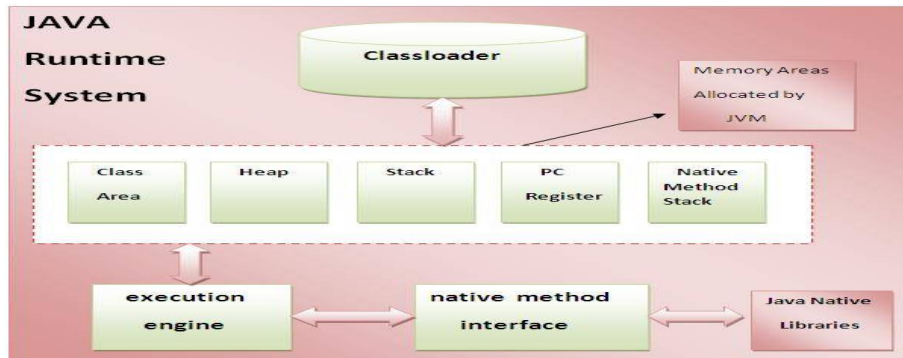 JAVA
Runtime
System
Classloader
Memory Areas
Allocated by
JVM
Class
Area
Heap
Stack
PC
Register
Native
Method
Stack
execution
engine
native method
interface
Java Native
Libraries